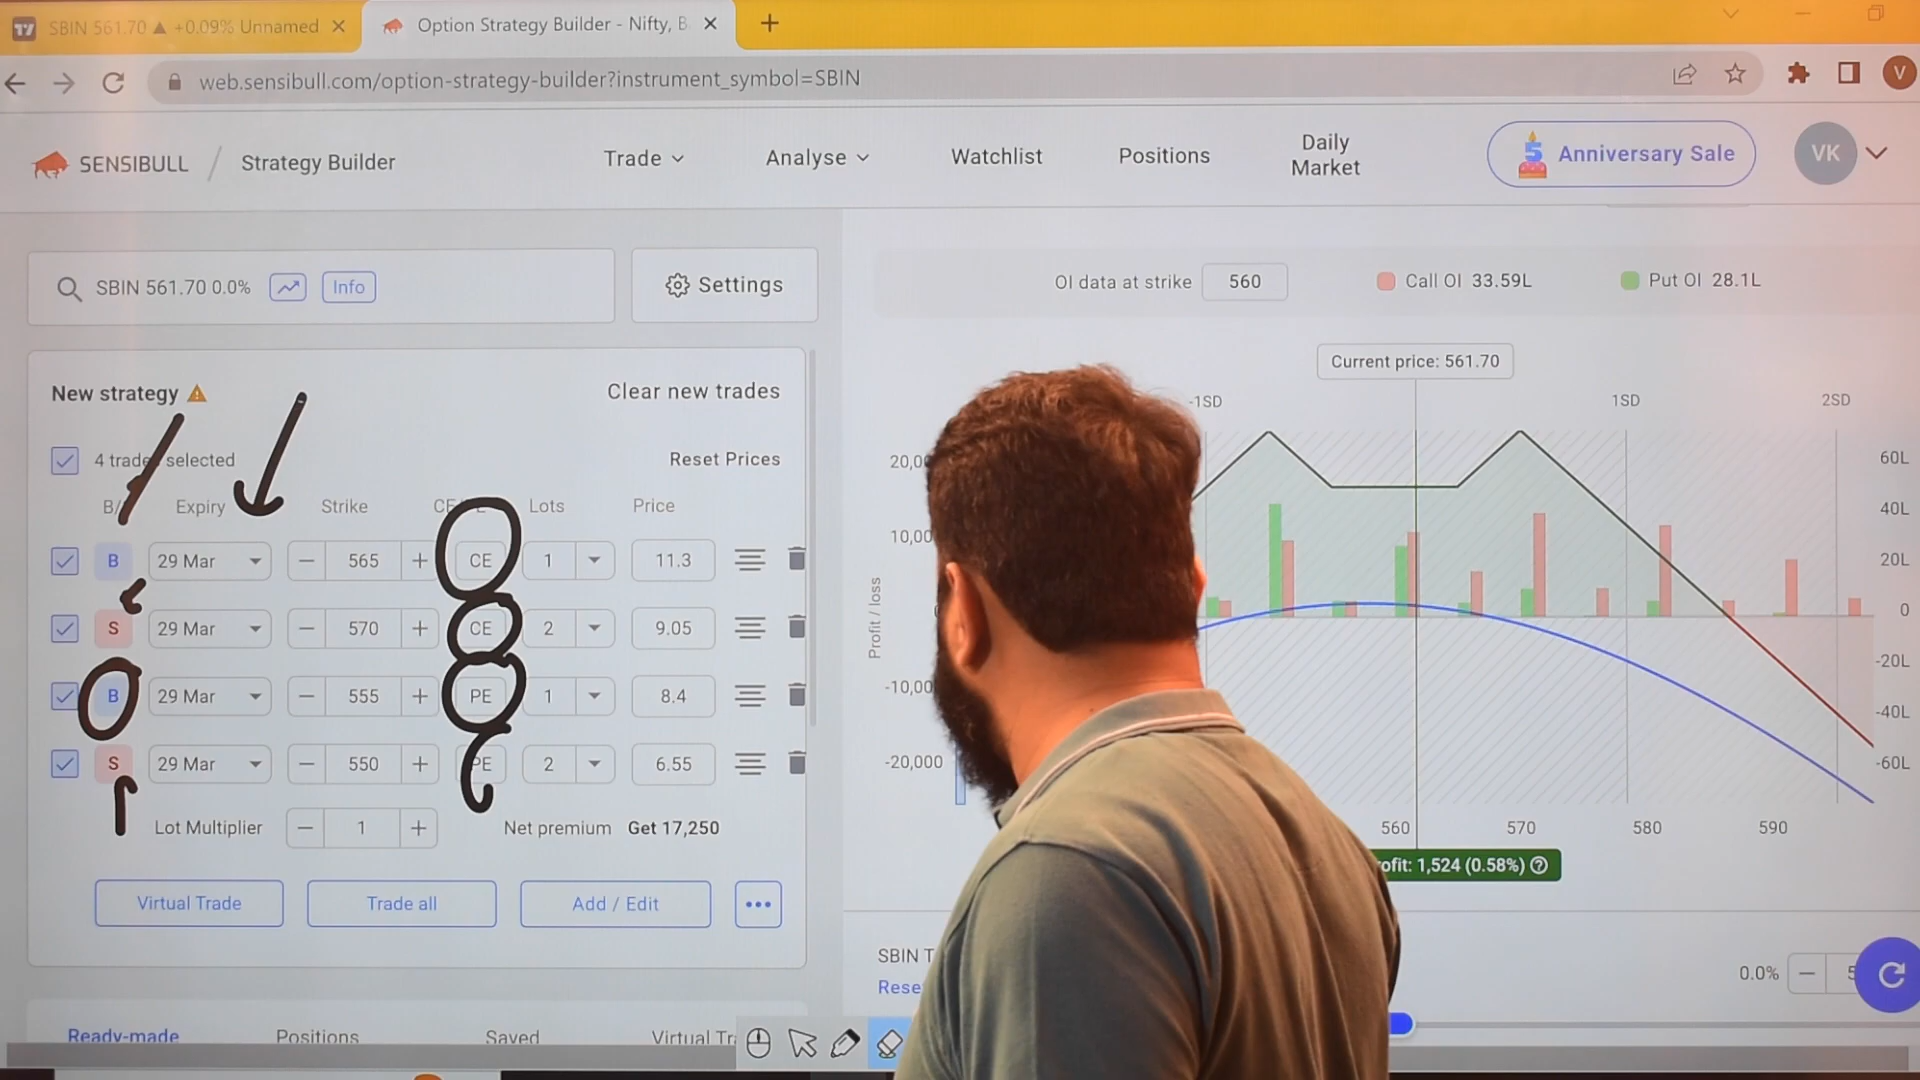 SBIN 561.70 ▲ +0.09% Unnamed
Option Strategy Builder - Nifty, B
web.sensibull.com/option-strategy-builder?instrument_symbol=SBIN
V
SENSIBULL / Strategy Builder
Trade
Analyse
Watchlist
Positions
Daily
Market
5 Anniversary Sale
VK
SBIN 561.70 0.0%
Info
Settings
OI data at strike 560
Call OI 33.59L
Put OI 28.1L
New strategy
Clear new trades
Current price: 561.70
-1SD 1SD 2SD
4 trades selected
Reset Prices
B/ Expiry Strike Lots Price
B 29 Mar − 565 + CE 1 11.3
S 29 Mar − 570 + CE 2 9.05
B 29 Mar − 555 + PE 1 8.4
S 29 Mar − 550 + PE 2 6.55
Lot Multiplier − 1 +
Net premium Get 17,250
Virtual Trade
Trade all
Add / Edit
•••
Profit / loss
-20,000
60L
40L
20L
0
-20L
-40L
-60L
560 570 580 590
1,524 (0.58%)
SBIN
0.0% −
Ready-made
Positions
Saved
Virtual